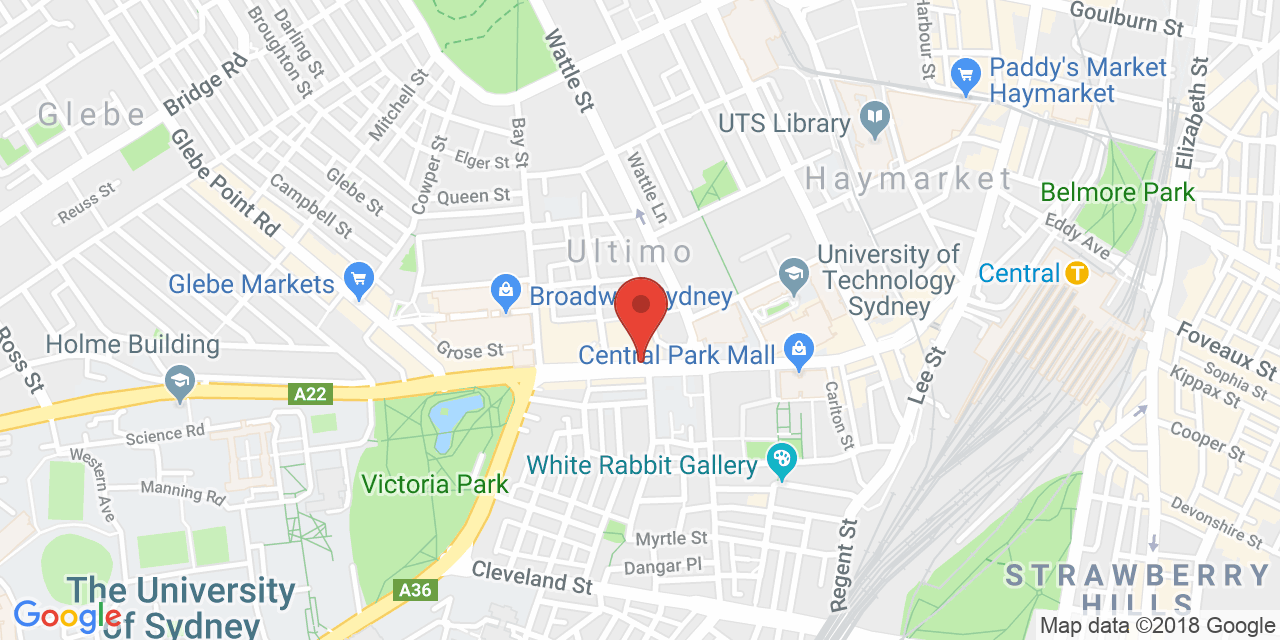 Goulburn St
Harbour St
Darling St
Broughton St
Wattle St
Elizabeth St
Paddy's Market
Haymarket
Bridge Rd
Mitchell St
Glebe
UTS Library
Glebe Point Rd
Bay St
Elger St
Wattle Ln
Cowper St
Haymarket
Reuss St
Glebe St
Queen St
Belmore Park
Campbell St
Eddy Ave
Ultimo
University of
Technology
Sydney
Central
T
Glebe Markets
Ross St
Holme Building
Grose St
Central Park Mall
Lee St
Foveaux St
Sophia St
Kippax St
A22
Carlton St
Science Rd
Cooper St
Western Ave
White Rabbit Gallery
Manning Rd
Victoria Park
Devonshire St
Regent St
Myrtle St
Dangar Pl
Cleveland St
A36
STRAWBERRY
HILLS
The University
of Sydney
Google
Map data ©2018 Google